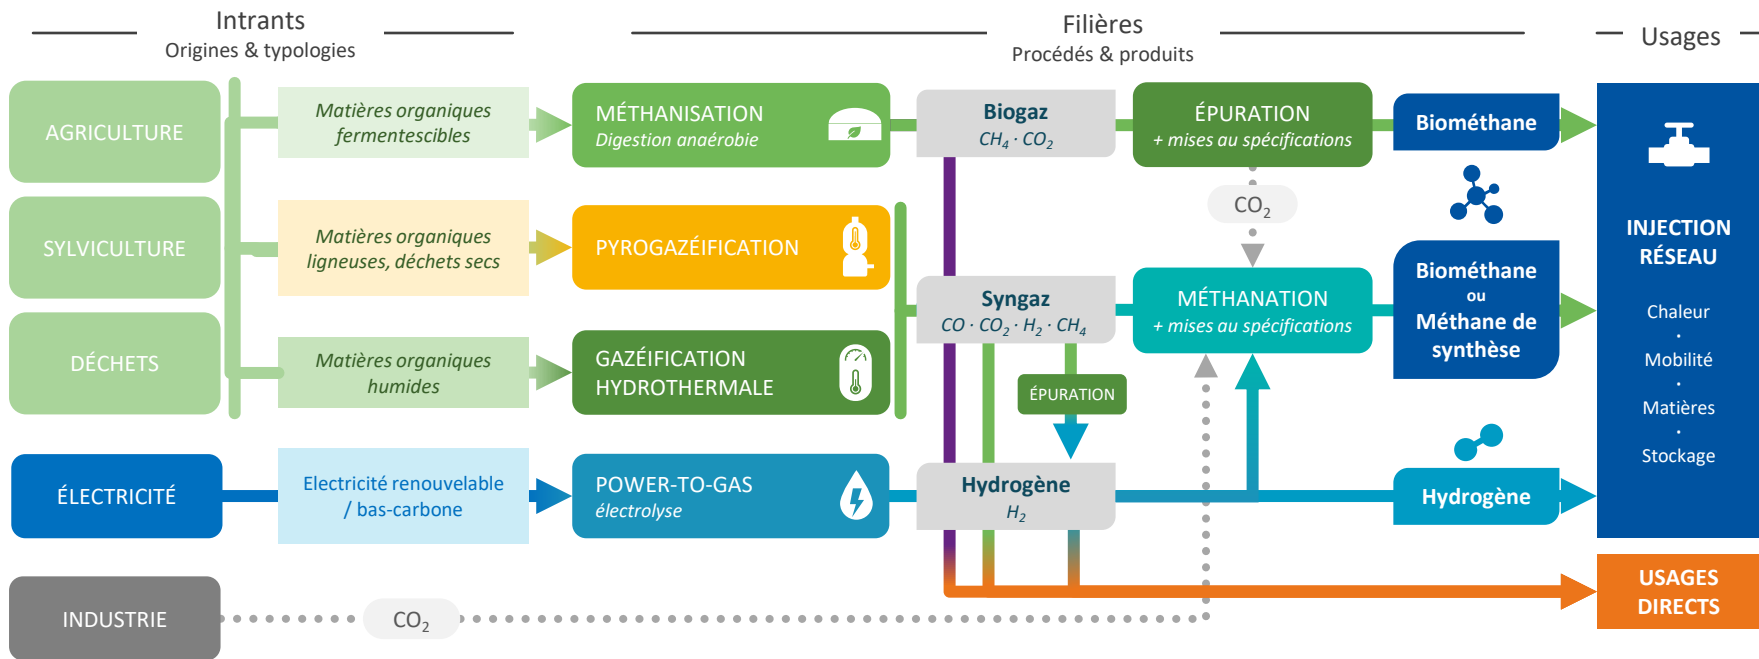 Intrants
Origines & typologies
Filières
Procédés & produits
Usages
AGRICULTURE
SYLVICULTURE
DÉCHETS
ÉLECTRICITÉ
INDUSTRIE
Matières organiques
fermentescibles
Matières organiques
ligneuses, déchets secs
Matières organiques
humides
Electricité renouvelable
/ bas-carbone
CO₂
MÉTHANISATION
Digestion anaérobie
PYROGAZÉIFICATION
GAZÉIFICATION
HYDROTHERMALE
POWER-TO-GAS
électrolyse
Biogaz
CH₄ · CO₂
Syngaz
CO · CO₂ · H₂ · CH₄
ÉPURATION
Hydrogène
H₂
ÉPURATION
+ mises au spécifications
CO₂
MÉTHANATION
+ mises au spécifications
Biométhane
Biométhane
ou
Méthane de
synthèse
Hydrogène
INJECTION
RÉSEAU
Chaleur
·
Mobilité
·
Matières
·
Stockage
USAGES
DIRECTS